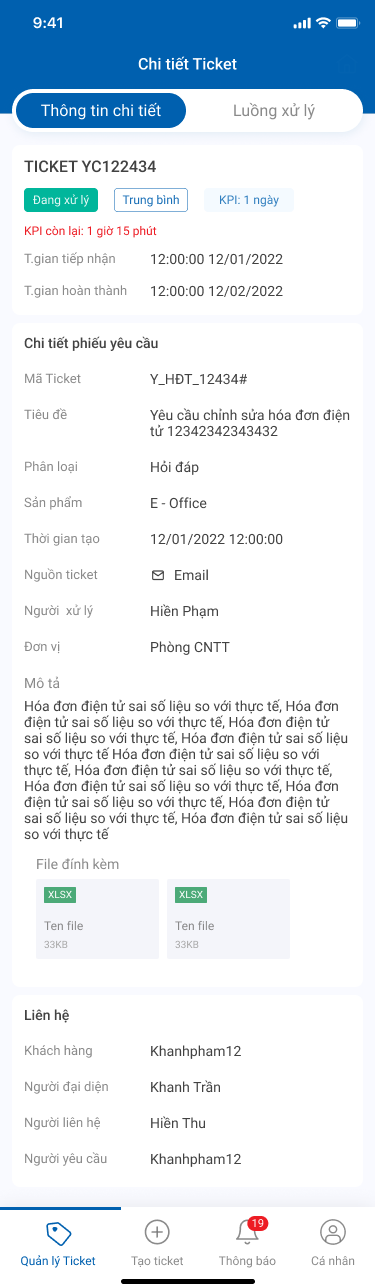 9:41
Chi tiết Ticket
Thông tin chi tiết
Luồng xử lý
TICKET YC122434
Đang xử lý
Trung bình
KPI: 1 ngày
KPI còn lại: 1 giờ 15 phút
T.gian tiếp nhận 12:00:00 12/01/2022
T.gian hoàn thành 12:00:00 12/02/2022
Chi tiết phiếu yêu cầu
Mã Ticket Y_HĐT_12434#
Tiêu đề Yêu cầu chỉnh sửa hóa đơn điện
tử 12342342343432
Phân loại Hỏi đáp
Sản phẩm E - Office
Thời gian tạo 12/01/2022 12:00:00
Nguồn ticket Email
Người  xử lý Hiền Phạm
Đơn vị Phòng CNTT
Mô tả
Hóa đơn điện tử sai số liệu so với thực tế, Hóa đơn
điện tử sai số liệu so với thực tế, Hóa đơn điện tử
sai số liệu so với thực tế, Hóa đơn điện tử sai số liệu
so với thực tế Hóa đơn điện tử sai số liệu so với
thực tế, Hóa đơn điện tử sai số liệu so với thực tế,
Hóa đơn điện tử sai số liệu so với thực tế, Hóa đơn
điện tử sai số liệu so với thực tế, Hóa đơn điện tử
sai số liệu so với thực tế, Hóa đơn điện tử sai số liệu
so với thực tế
File đính kèm
XLSX XLSX
Ten file Ten file
33KB 33KB
Liên hệ
Khách hàng Khanhpham12
Người đại diện Khanh Trần
Người liên hệ Hiền Thu
Người yêu cầu Khanhpham12
19
Quản lý Ticket Tạo ticket Thông báo Cá nhân